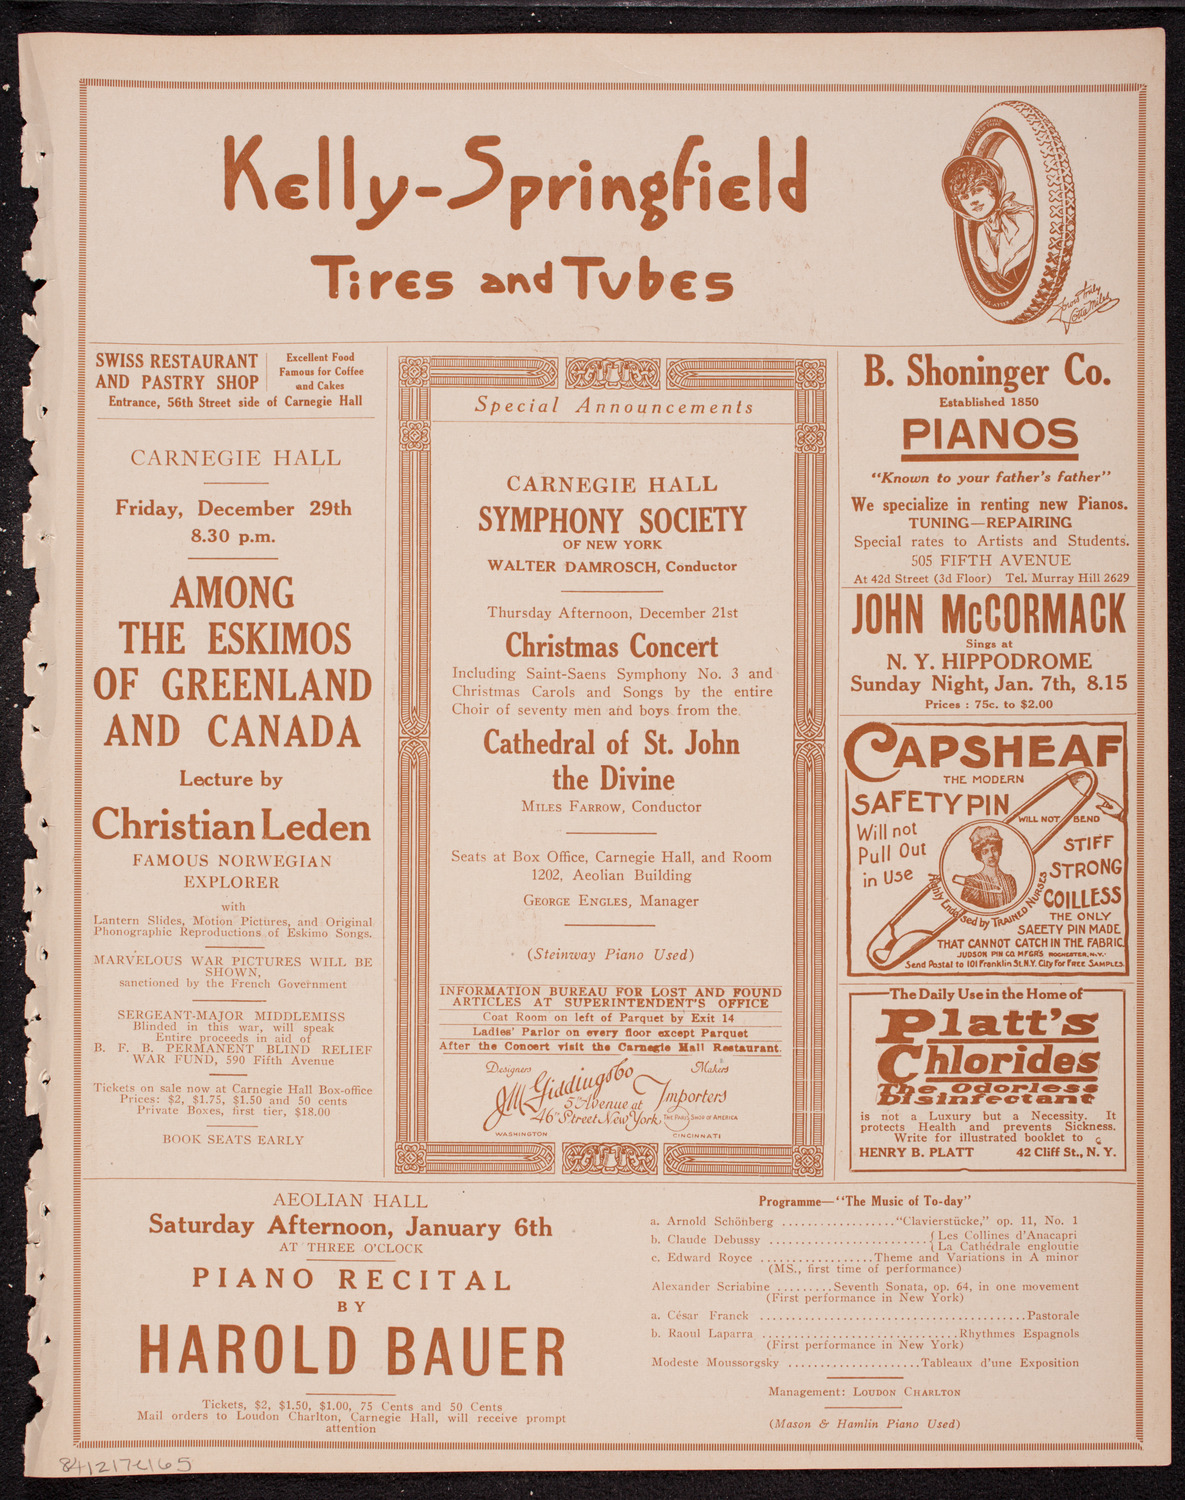 Kelly-Springfield
Tires and Tubes
Yours truly
Lotta Miles
SWISS RESTAURANT
AND PASTRY SHOP
Excellent Food
Famous for Coffee
and Cakes
Entrance, 56th Street side of Carnegie Hall
CARNEGIE HALL
Friday, December 29th
8.30 p.m.
AMONG
THE ESKIMOS
OF GREENLAND
AND CANADA
Lecture by
Christian Leden
FAMOUS NORWEGIAN
EXPLORER
with
Lantern Slides, Motion Pictures, and Original
Phonographic Reproductions of Eskimo Songs.
MARVELOUS WAR PICTURES WILL BE
SHOWN,
sanctioned by the French Government
SERGEANT-MAJOR MIDDLEMISS
Blinded in this war, will speak
Entire proceeds in aid of
B. F. B. PERMANENT BLIND RELIEF
WAR FUND, 590 Fifth Avenue
Tickets on sale now at Carnegie Hall Box-office
Prices: $2, $1.75, $1.50 and 50 cents
Private Boxes, first tier, $18.00
BOOK SEATS EARLY
Special Announcements
CARNEGIE HALL
SYMPHONY SOCIETY
OF NEW YORK
WALTER DAMROSCH, Conductor
Thursday Afternoon, December 21st
Christmas Concert
Including Saint-Saens Symphony No. 3 and
Christmas Carols and Songs by the entire
Choir of seventy men and boys from the
Cathedral of St. John
the Divine
MILES FARROW, Conductor
Seats at Box Office, Carnegie Hall, and Room
1202, Aeolian Building
GEORGE ENGLES, Manager
(Steinway Piano Used)
INFORMATION BUREAU FOR LOST AND FOUND
ARTICLES AT SUPERINTENDENT'S OFFICE
Coat Room on left of Parquet by Exit 14
Ladies' Parlor on every floor except Parquet
After the Concert visit the Carnegie Hall Restaurant.
Designers Makers
J.M. Giddings & Co Importers
5th Avenue at
46th Street New York.
THE PARIS SHOP OF AMERICA
WASHINGTON CINCINNATI
B. Shoninger Co.
Established 1850
PIANOS
"Known to your father's father"
We specialize in renting new Pianos.
TUNING—REPAIRING
Special rates to Artists and Students.
505 FIFTH AVENUE
At 42d Street (3d Floor) Tel. Murray Hill 2629
JOHN McCORMACK
Sings at
N. Y. HIPPODROME
Sunday Night, Jan. 7th, 8.15
Prices : 75c. to $2.00
CAPSHEAF
THE MODERN
SAFETY PIN
WILL NOT BEND
Will not
Pull Out
in Use
STIFF
STRONG
COILLESS
Highly Endorsed by TRAINED NURSES
THE ONLY
SAFETY PIN MADE
THAT CANNOT CATCH IN THE FABRIC.
JUDSON PIN CO. MFGRS ROCHESTER, N.Y.
Send Postal to 101 Franklin St. N.Y. City For FREE SAMPLES.
The Daily Use in the Home of
Platt's
Chlorides
The Odorless
Disinfectant
is not a Luxury but a Necessity. It
protects Health and prevents Sickness.
Write for illustrated booklet to
HENRY B. PLATT 42 Cliff St., N. Y.
AEOLIAN HALL
Saturday Afternoon, January 6th
AT THREE O'CLOCK
PIANO RECITAL
BY
HAROLD BAUER
Tickets, $2, $1.50, $1.00, 75 Cents and 50 Cents
Mail orders to Loudon Charlton, Carnegie Hall, will receive prompt
attention
Programme—"The Music of To-day"
a. Arnold Schönberg .................."Clavierstücke," op. 11, No. 1
b. Claude Debussy ..........................{ Les Collines d'Anacapri
{ La Cathédrale engloutie
c. Edward Royce ..................Theme and Variations in A minor
(MS., first time of performance)
Alexander Scriabine .........Seventh Sonata, op. 64, in one movement
(First performance in New York)
a. César Franck ..........................................Pastorale
b. Raoul Laparra ...............................Rhythmes Espagnols
(First performance in New York)
Modeste Moussorgsky .....................Tableaux d'une Exposition
Management: LOUDON CHARLTON
(Mason & Hamlin Piano Used)